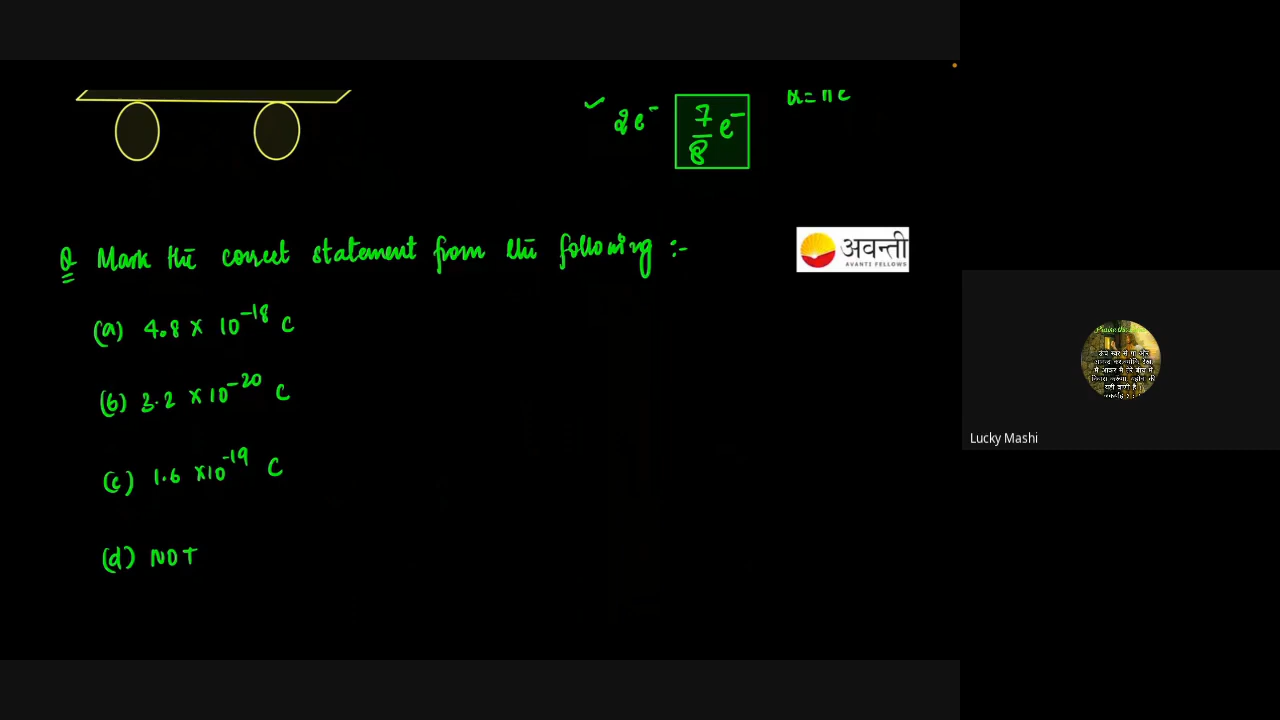 2e⁻ 7/8 e⁻
Q Mark the correct statement from the following :-
अवन्ती
AVANTI FELLOWS
(a) 4.8 × 10⁻¹⁸ C
(b) 3.2 × 10⁻²⁰ C
(c) 1.6 × 10⁻¹⁹ C
(d) NOT
Lucky Mashi